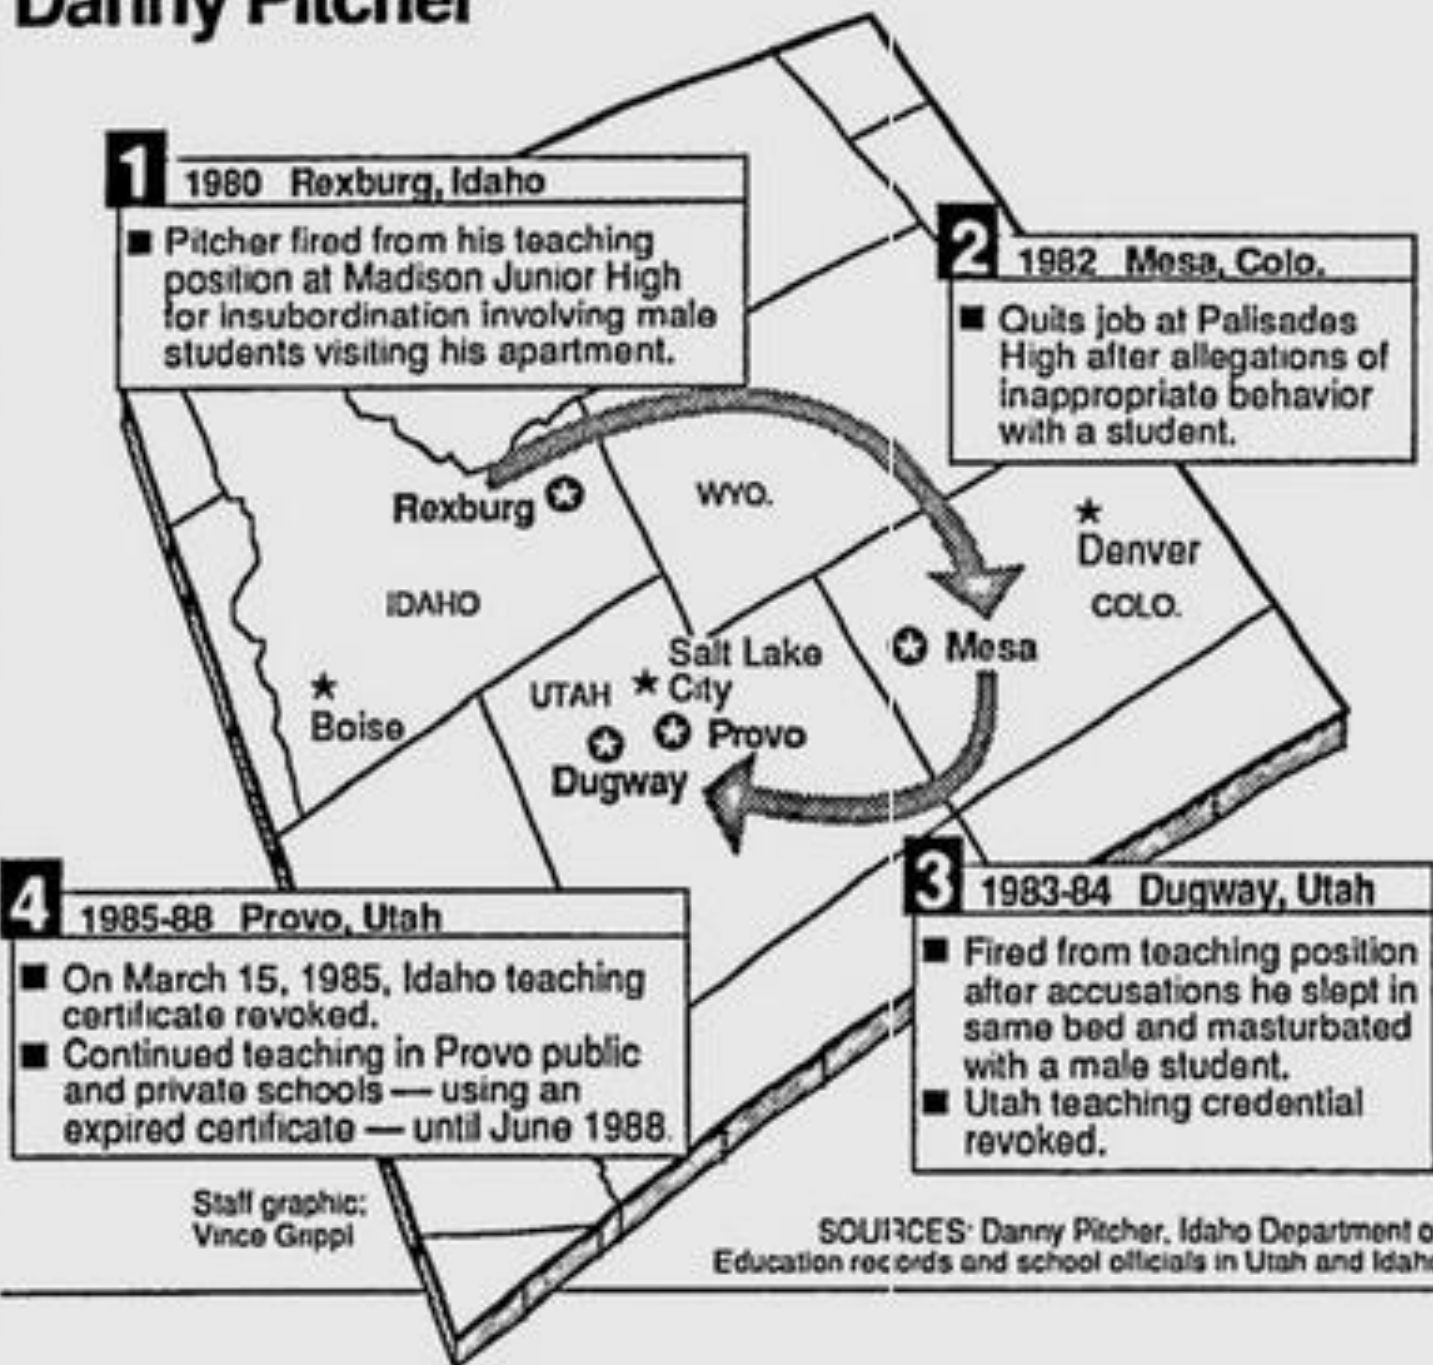 Danny Pitcher
1 1980 Rexburg, Idaho
■ Pitcher fired from his teaching
position at Madison Junior High
for insubordination involving male
students visiting his apartment.
2 1982 Mesa, Colo.
■ Quits job at Palisades
High after allegations of
inappropriate behavior
with a student.
Rexburg
WYO.
Denver
IDAHO
COLO.
Mesa
Salt Lake
City
UTAH
Boise
Provo
Dugway
3 1983-84 Dugway, Utah
■ Fired from teaching position
after accusations he slept in
same bed and masturbated
with a male student.
■ Utah teaching credential
revoked.
4 1985-88 Provo, Utah
■ On March 15, 1985, Idaho teaching
certificate revoked.
■ Continued teaching in Provo public
and private schools — using an
expired certificate — until June 1988.
Staff graphic:
Vince Grippi
SOURCES: Danny Pitcher, Idaho Department o
Education records and school officials in Utah and Idaho